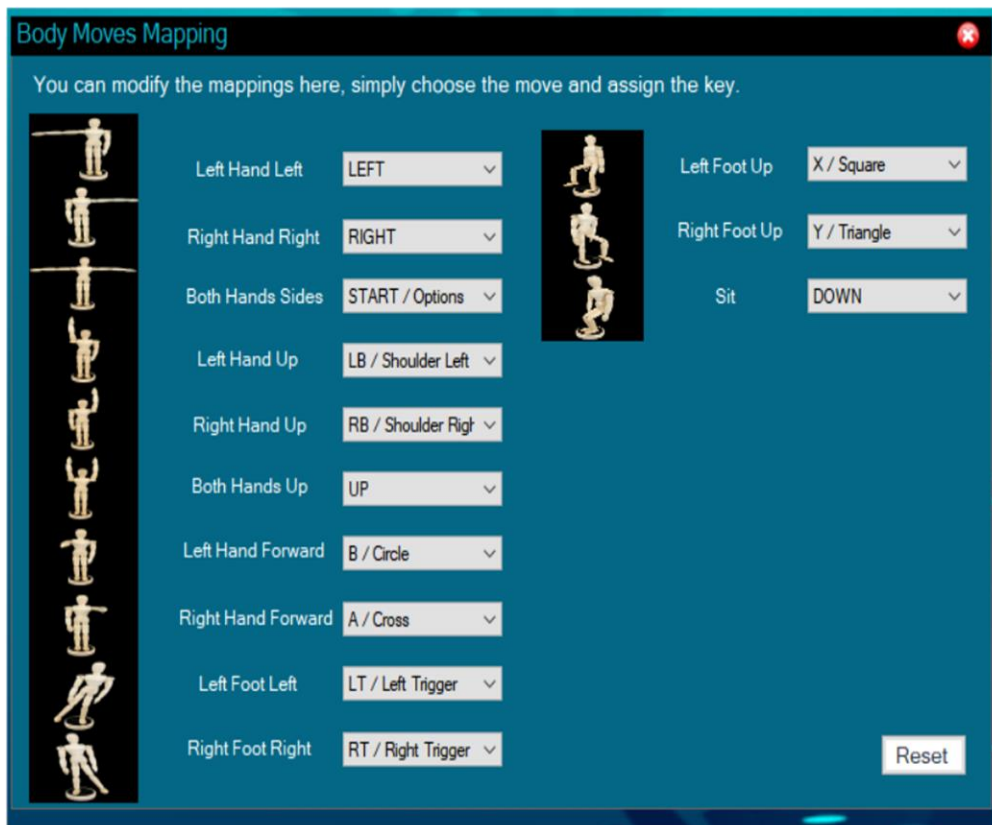 Body Moves Mapping
You can modify the mappings here, simply choose the move and assign the key.
Left Hand Left LEFT
Right Hand Right RIGHT
Both Hands Sides START / Options
Left Hand Up LB / Shoulder Left
Right Hand Up RB / Shoulder Righ
Both Hands Up UP
Left Hand Forward B / Circle
Right Hand Forward A / Cross
Left Foot Left LT / Left Trigger
Right Foot Right RT / Right Trigger
Left Foot Up X / Square
Right Foot Up Y / Triangle
Sit DOWN
Reset